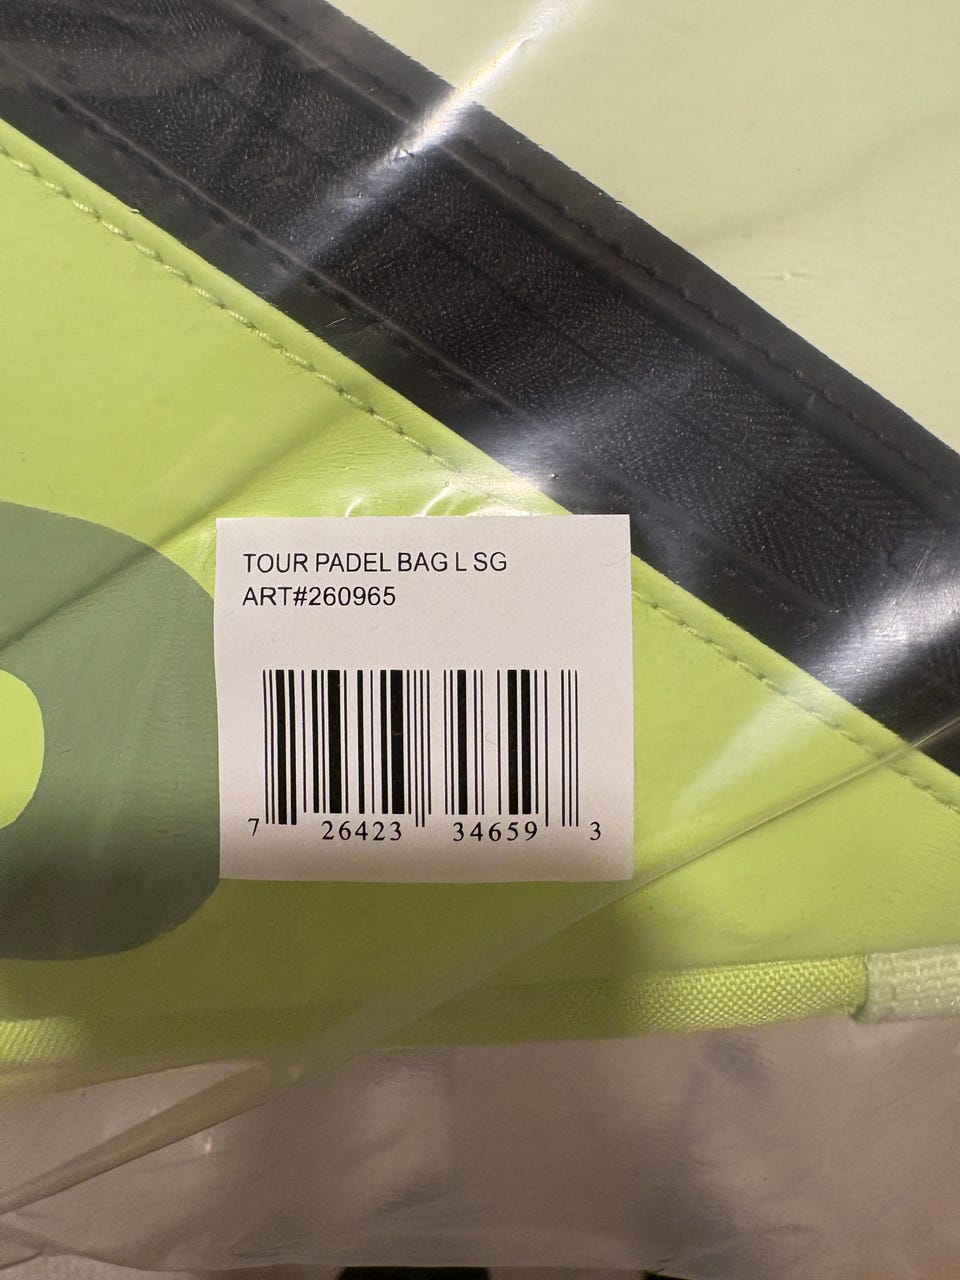 TOUR PADEL BAG L SG
ART#260965
7 26423 34659 3